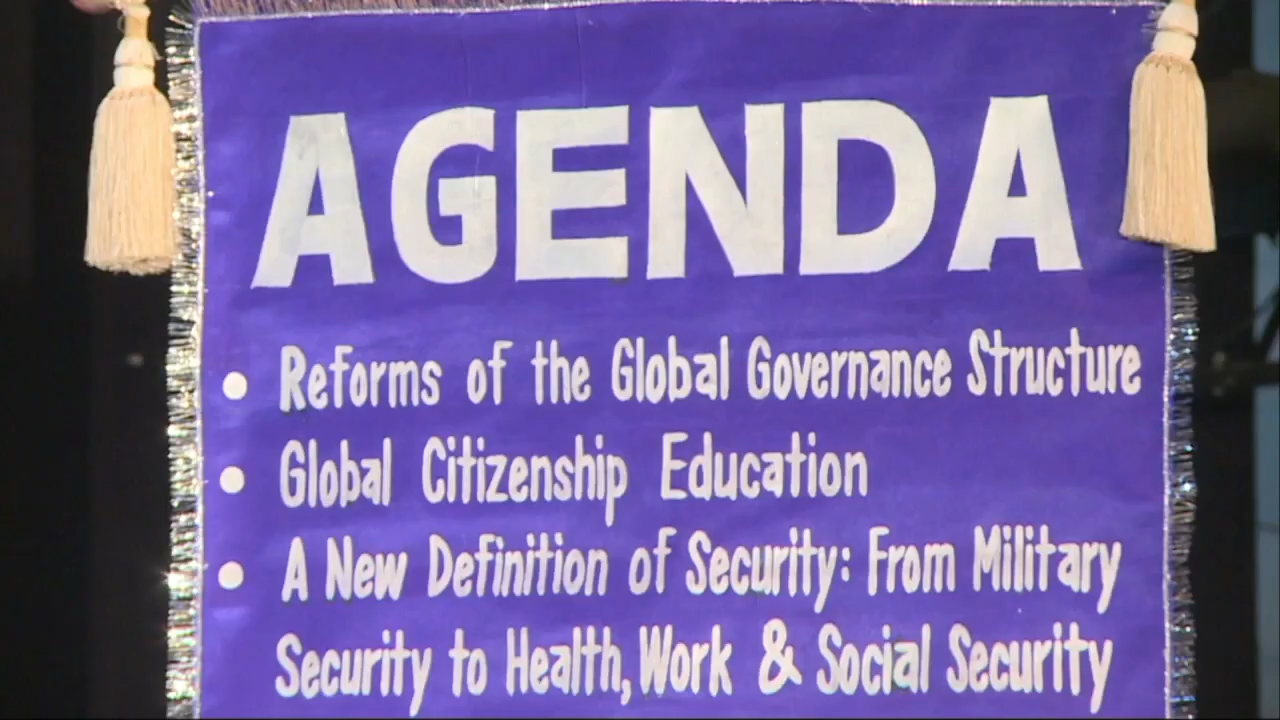 AGENDA
• Reforms of the Global Governance Structure
• Global Citizenship Education
• A New Definition of Security: From Military
Security to Health, Work & Social Security